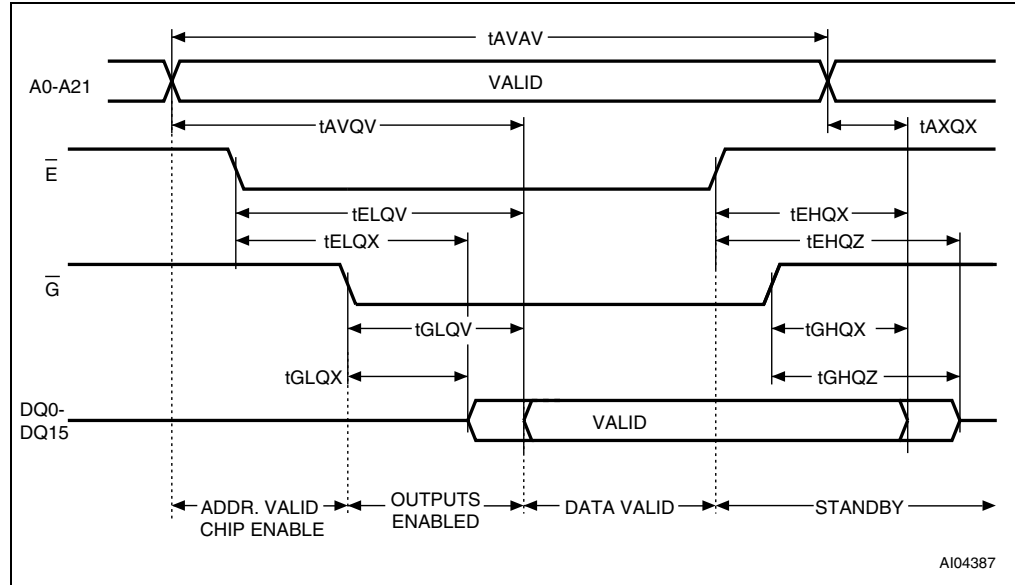 tAVAV
A0-A21
VALID
tAVQV
tAXQX
E
tELQV
tEHQX
tELQX
tEHQZ
G
tGLQV
tGHQX
tGLQX
tGHQZ
DQ0-
DQ15
VALID
ADDR. VALID
CHIP ENABLE
OUTPUTS
ENABLED
DATA VALID
STANDBY
AI04387